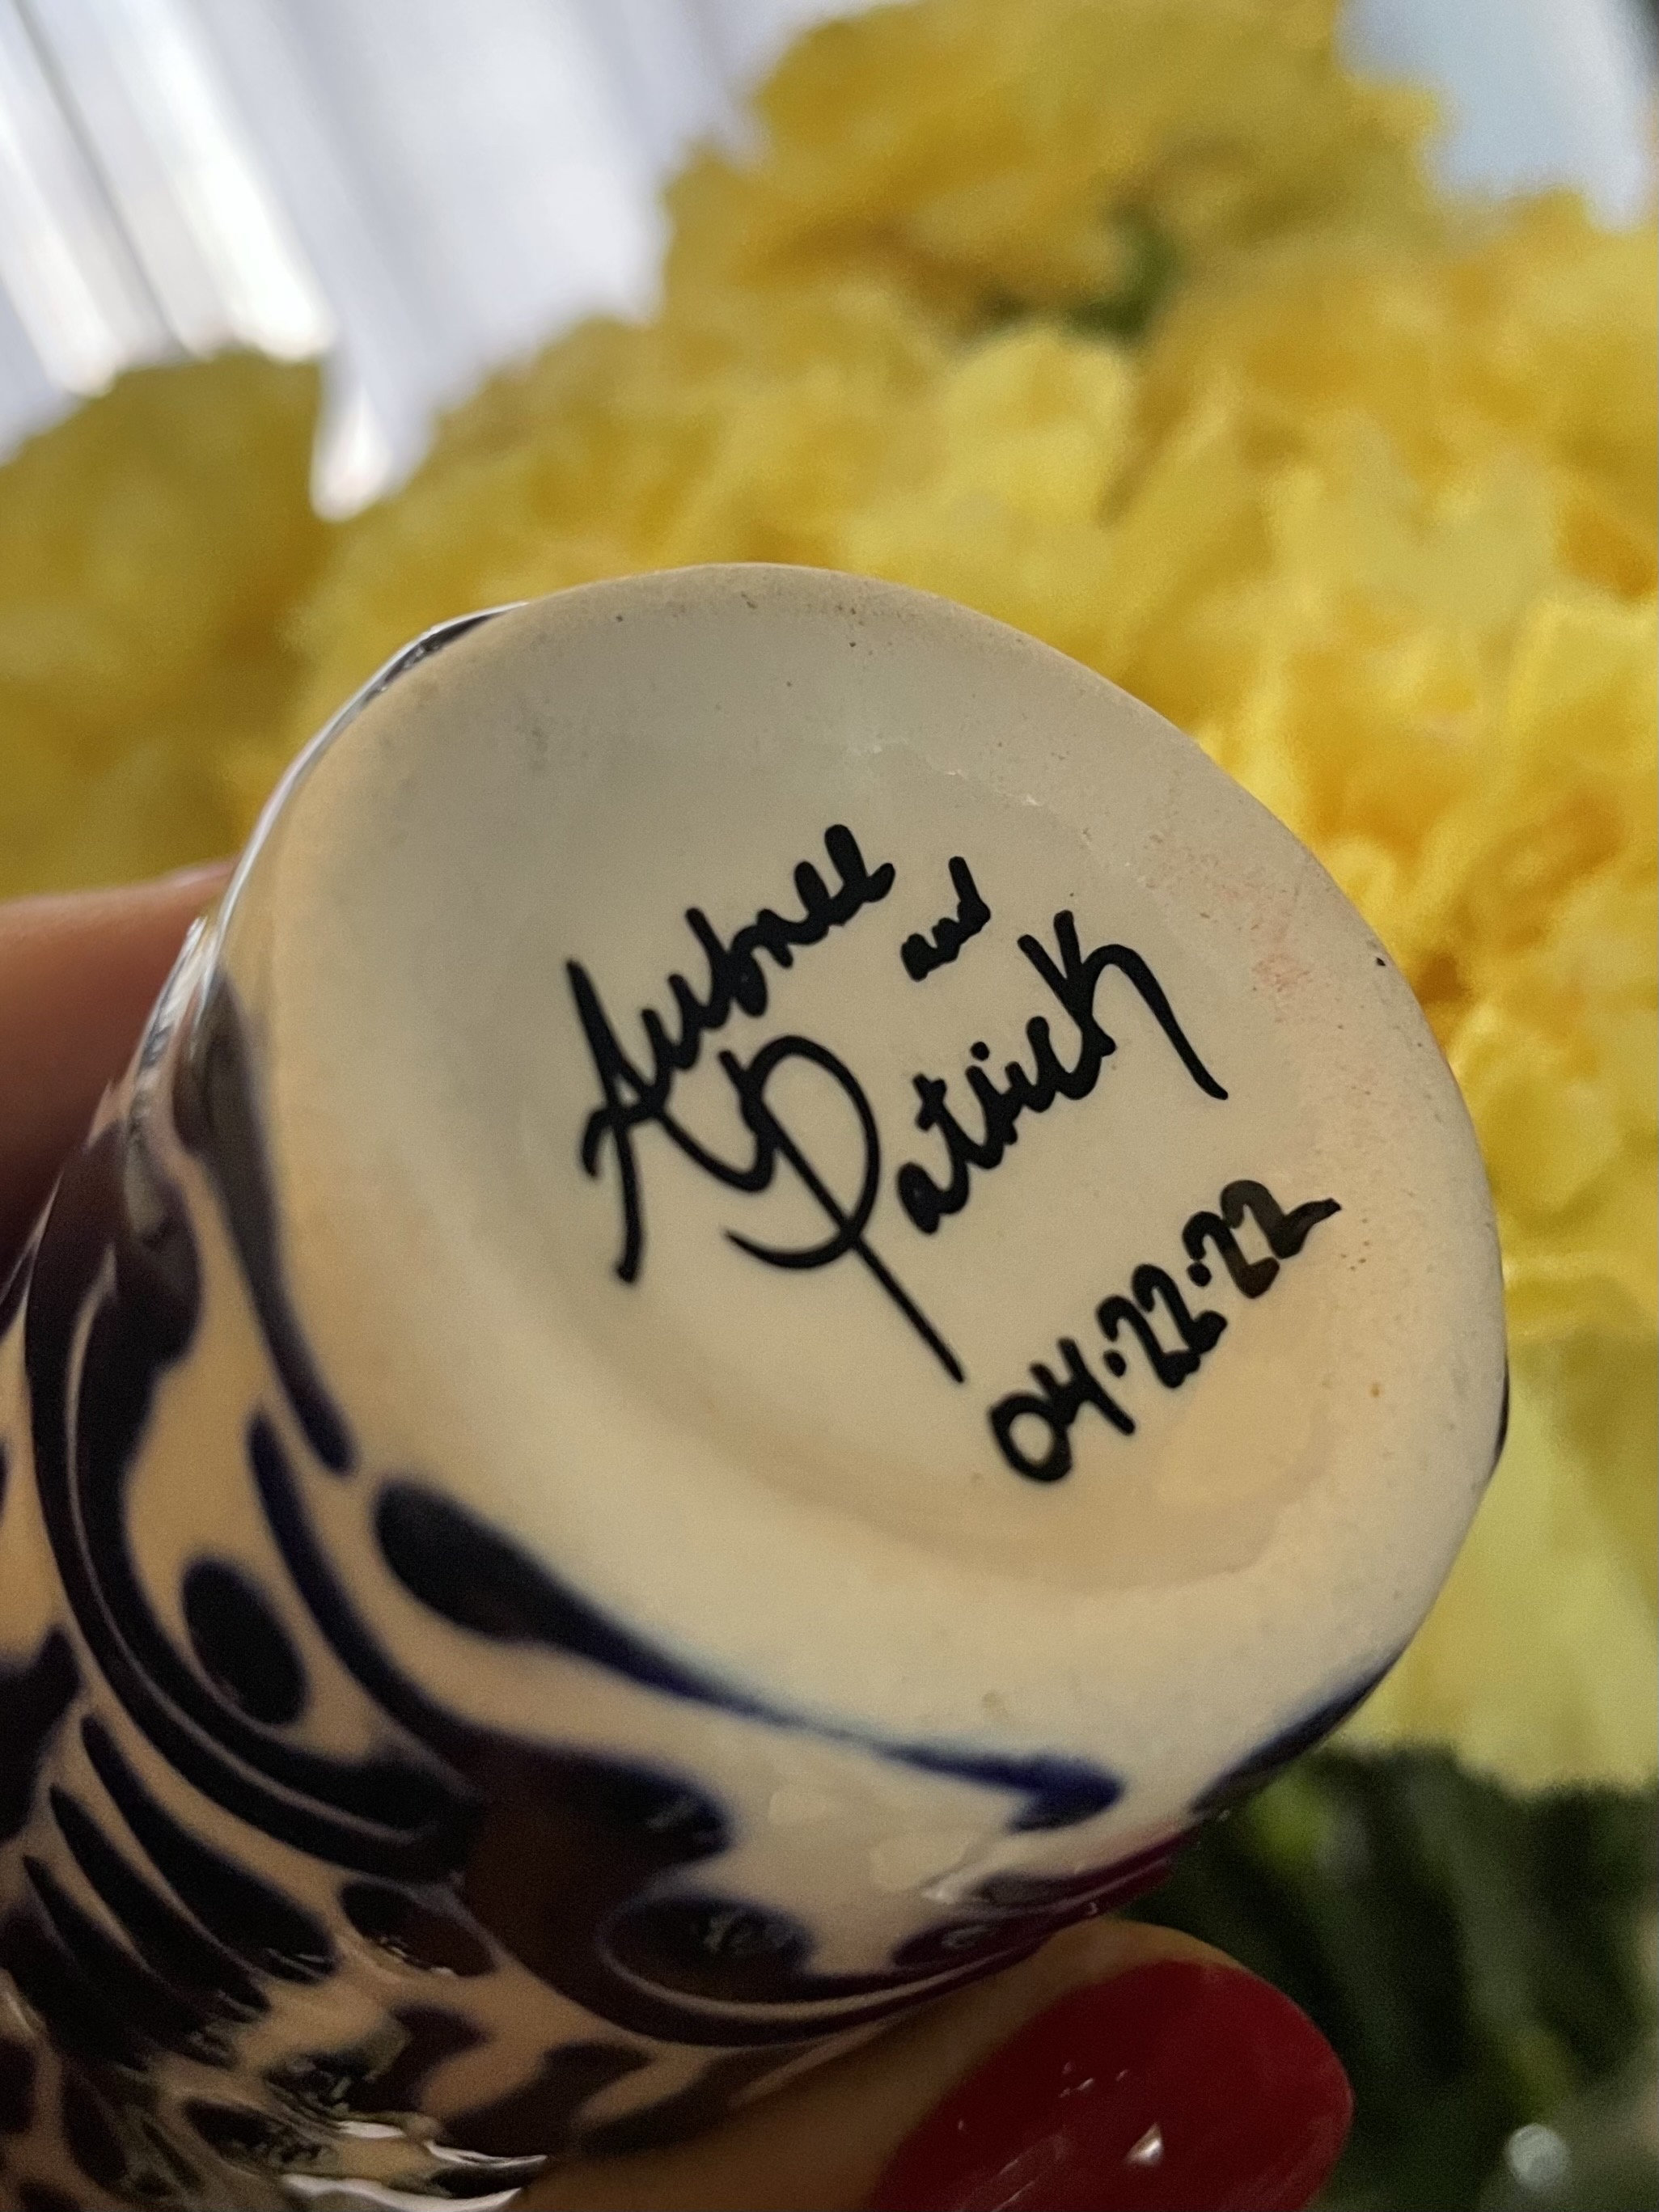 Aubree
and
Patrick
04.22.22